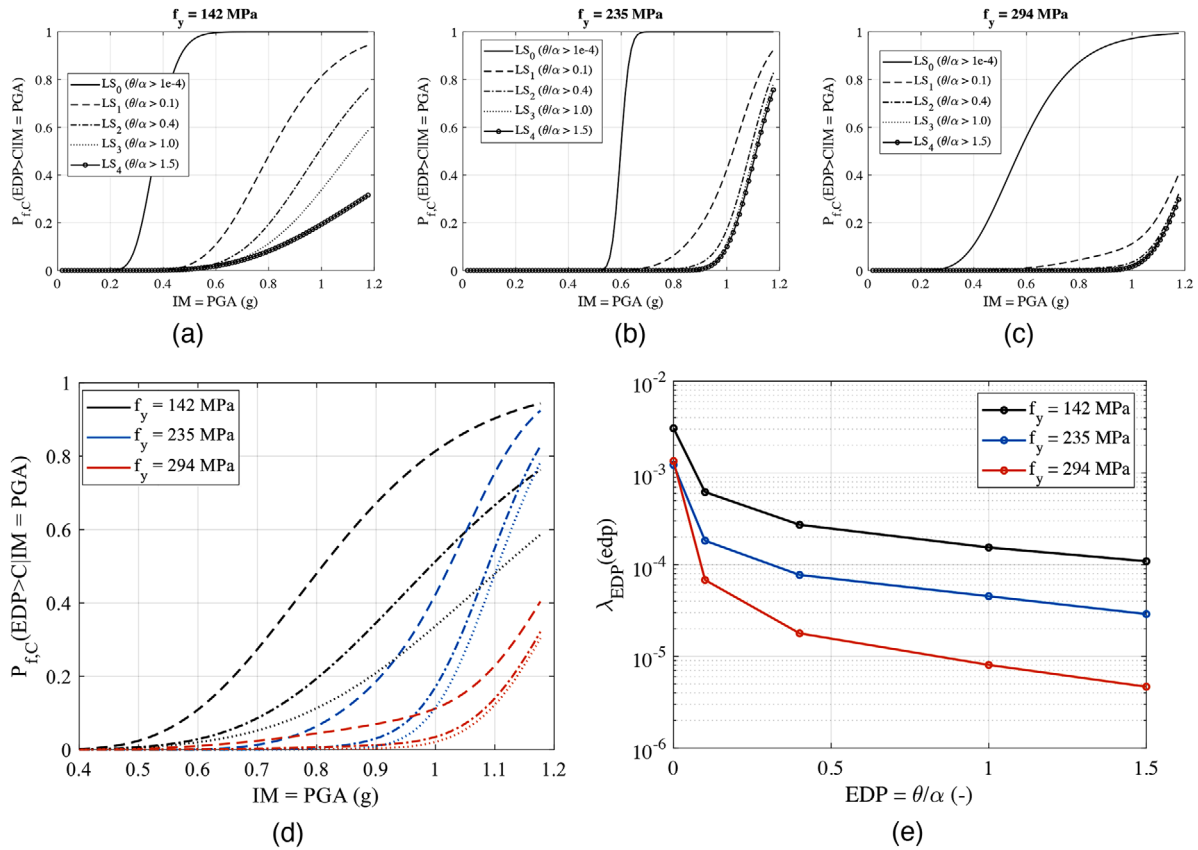 f_y = 142 MPa
P_f,C(EDP>C|IM = PGA)
1
0.8
0.6
0.4
0.2
0
LS_0 (θ/α > 1e-4)
LS_1 (θ/α > 0.1)
LS_2 (θ/α > 0.4)
LS_3 (θ/α > 1.0)
LS_4 (θ/α > 1.5)
0 0.2 0.4 0.6 0.8 1.0 1.2
IM = PGA (g)
(a)
f_y = 235 MPa
P_f,C(EDP>C|IM = PGA)
1
0.8
0.6
0.4
0.2
0
LS_0 (θ/α > 1e-4)
LS_1 (θ/α > 0.1)
LS_2 (θ/α > 0.4)
LS_3 (θ/α > 1.0)
LS_4 (θ/α > 1.5)
0 0.2 0.4 0.6 0.8 1.0 1.2
IM = PGA (g)
(b)
f_y = 294 MPa
P_f,C(EDP>C|IM = PGA)
1
0.8
0.6
0.4
0.2
0
LS_0 (θ/α > 1e-4)
LS_1 (θ/α > 0.1)
LS_2 (θ/α > 0.4)
LS_3 (θ/α > 1.0)
LS_4 (θ/α > 1.5)
0 0.2 0.4 0.6 0.8 1 1.2
IM = PGA (g)
(c)
P_f,C(EDP>C|IM = PGA)
1
0.8
0.6
0.4
0.2
0
f_y = 142 MPa
f_y = 235 MPa
f_y = 294 MPa
0.4 0.5 0.6 0.7 0.8 0.9 1 1.1 1.2
IM = PGA (g)
(d)
λ_EDP(edp)
10^-2
10^-3
10^-4
10^-5
10^-6
f_y = 142 MPa
f_y = 235 MPa
f_y = 294 MPa
0 0.5 1 1.5
EDP = θ/α (-)
(e)